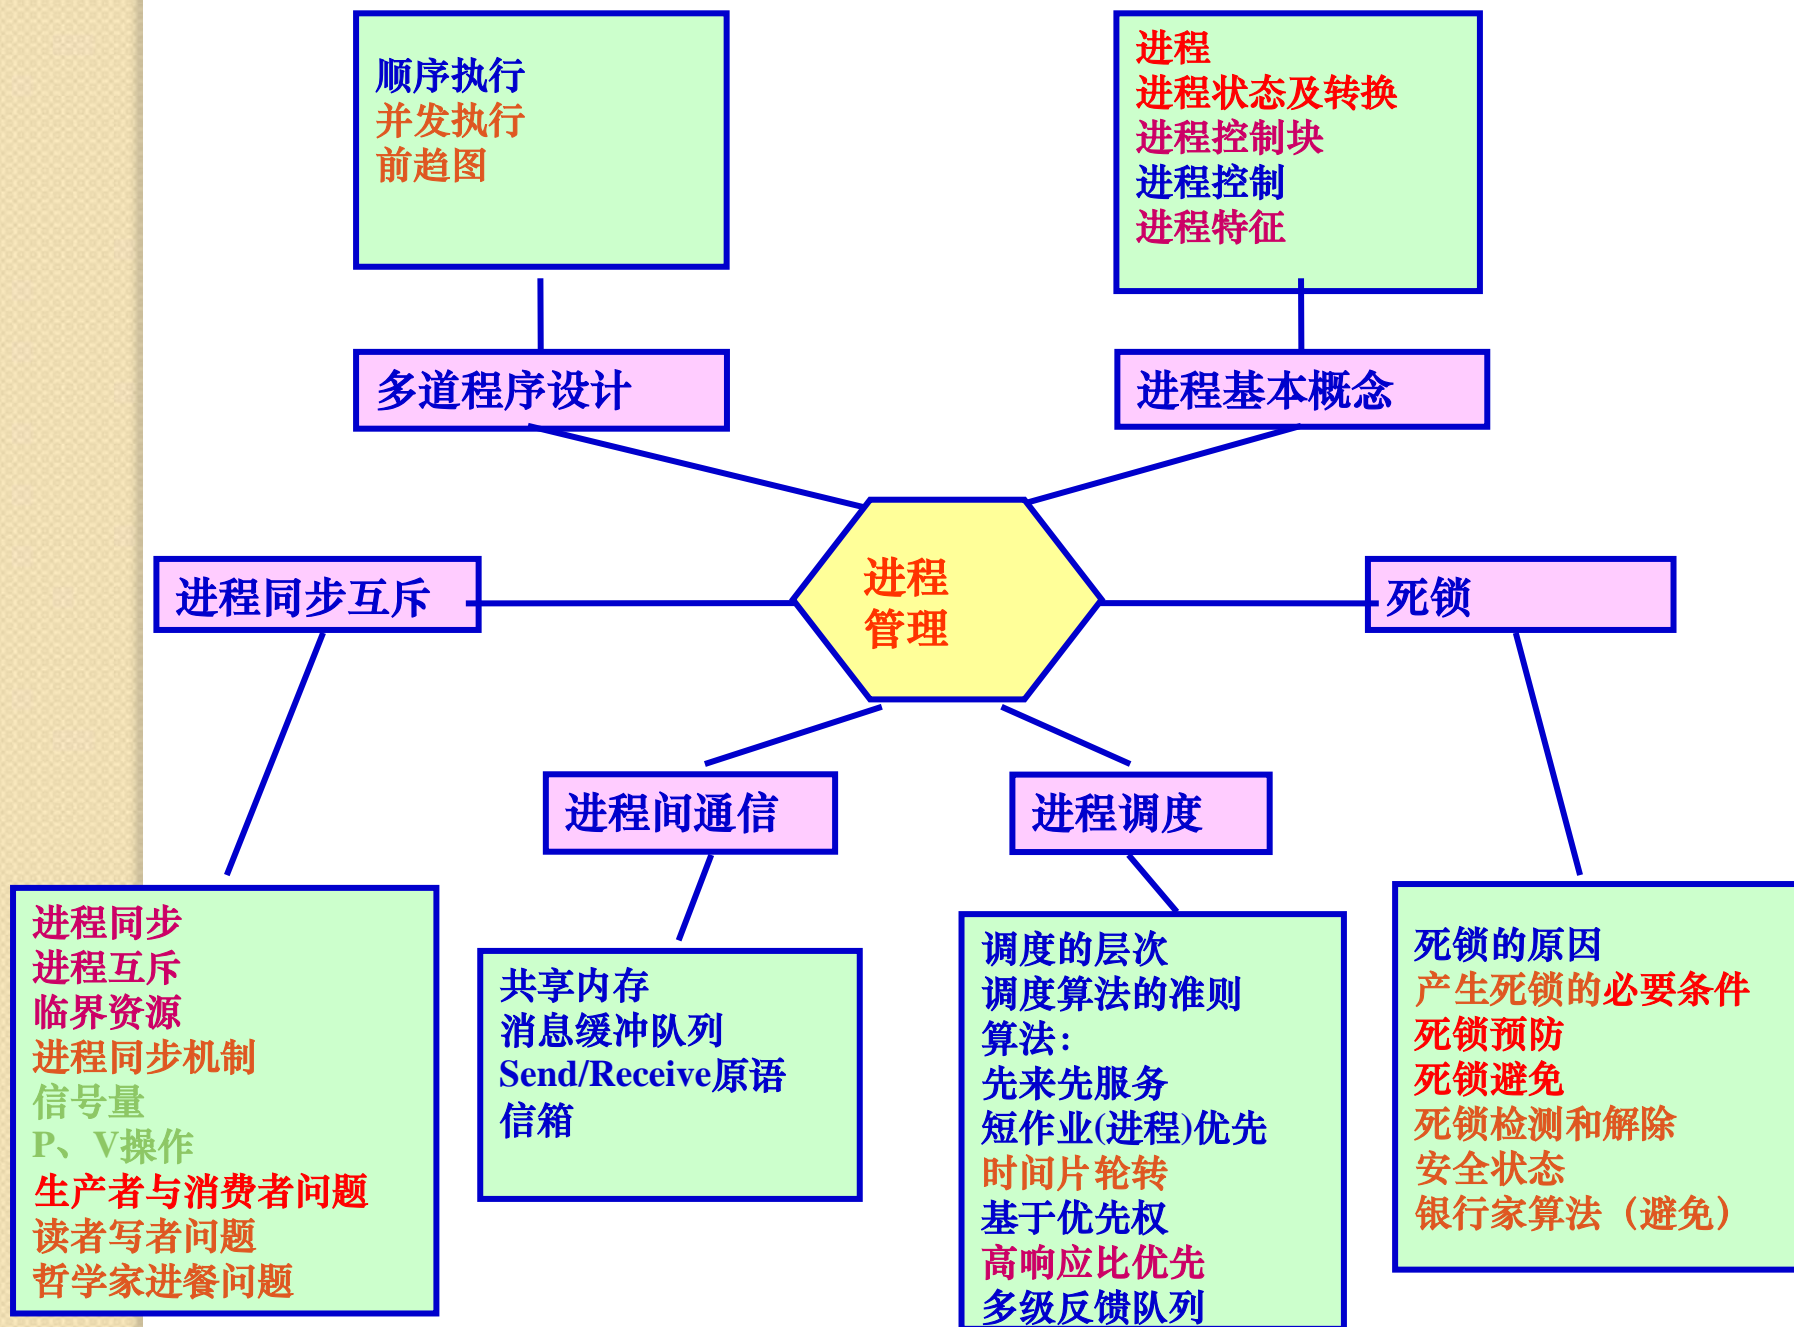 顺序执行
并发执行
前趋图
进程
进程状态及转换
进程控制块
进程控制
进程特征
多道程序设计
进程基本概念
进程
管理
进程同步互斥
死锁
进程间通信
进程调度
进程同步
进程互斥
临界资源
进程同步机制
信号量
P、V操作
生产者与消费者问题
读者写者问题
哲学家进餐问题
共享内存
消息缓冲队列
Send/Receive原语
信箱
调度的层次
调度算法的准则
算法：
先来先服务
短作业(进程)优先
时间片轮转
基于优先权
高响应比优先
多级反馈队列
死锁的原因
产生死锁的必要条件
死锁预防
死锁避免
死锁检测和解除
安全状态
银行家算法（避免）